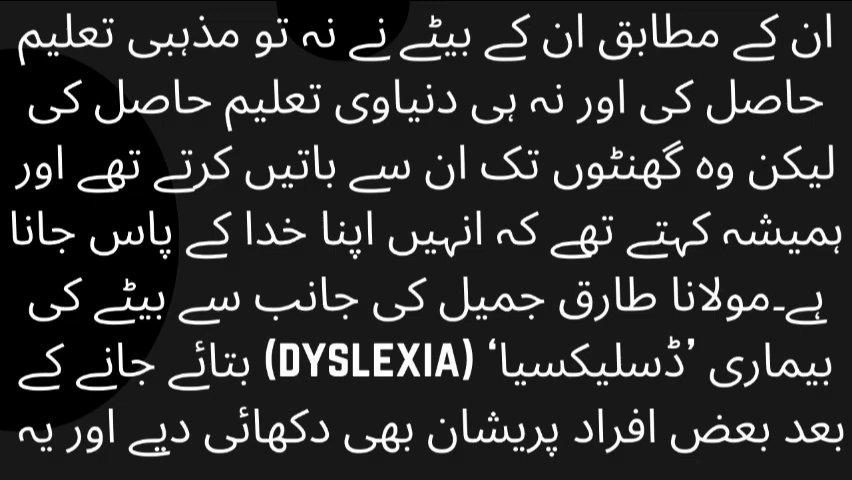 ان کے مطابق ان کے بیٹے نے نہ تو مذہبی تعلیم
حاصل کی اور نہ ہی دنیاوی تعلیم حاصل کی
لیکن وہ گھنٹوں تک ان سے باتیں کرتے تھے اور
ہمیشہ کہتے تھے کہ انہیں اپنا خدا کے پاس جانا
ہے۔مولانا طارق جمیل کی جانب سے بیٹے کی
بیماری ’ڈسلیکسیا‘ (DYSLEXIA) بتائے جانے کے
بعد بعض افراد پریشان بھی دکھائی دیے اور یہ